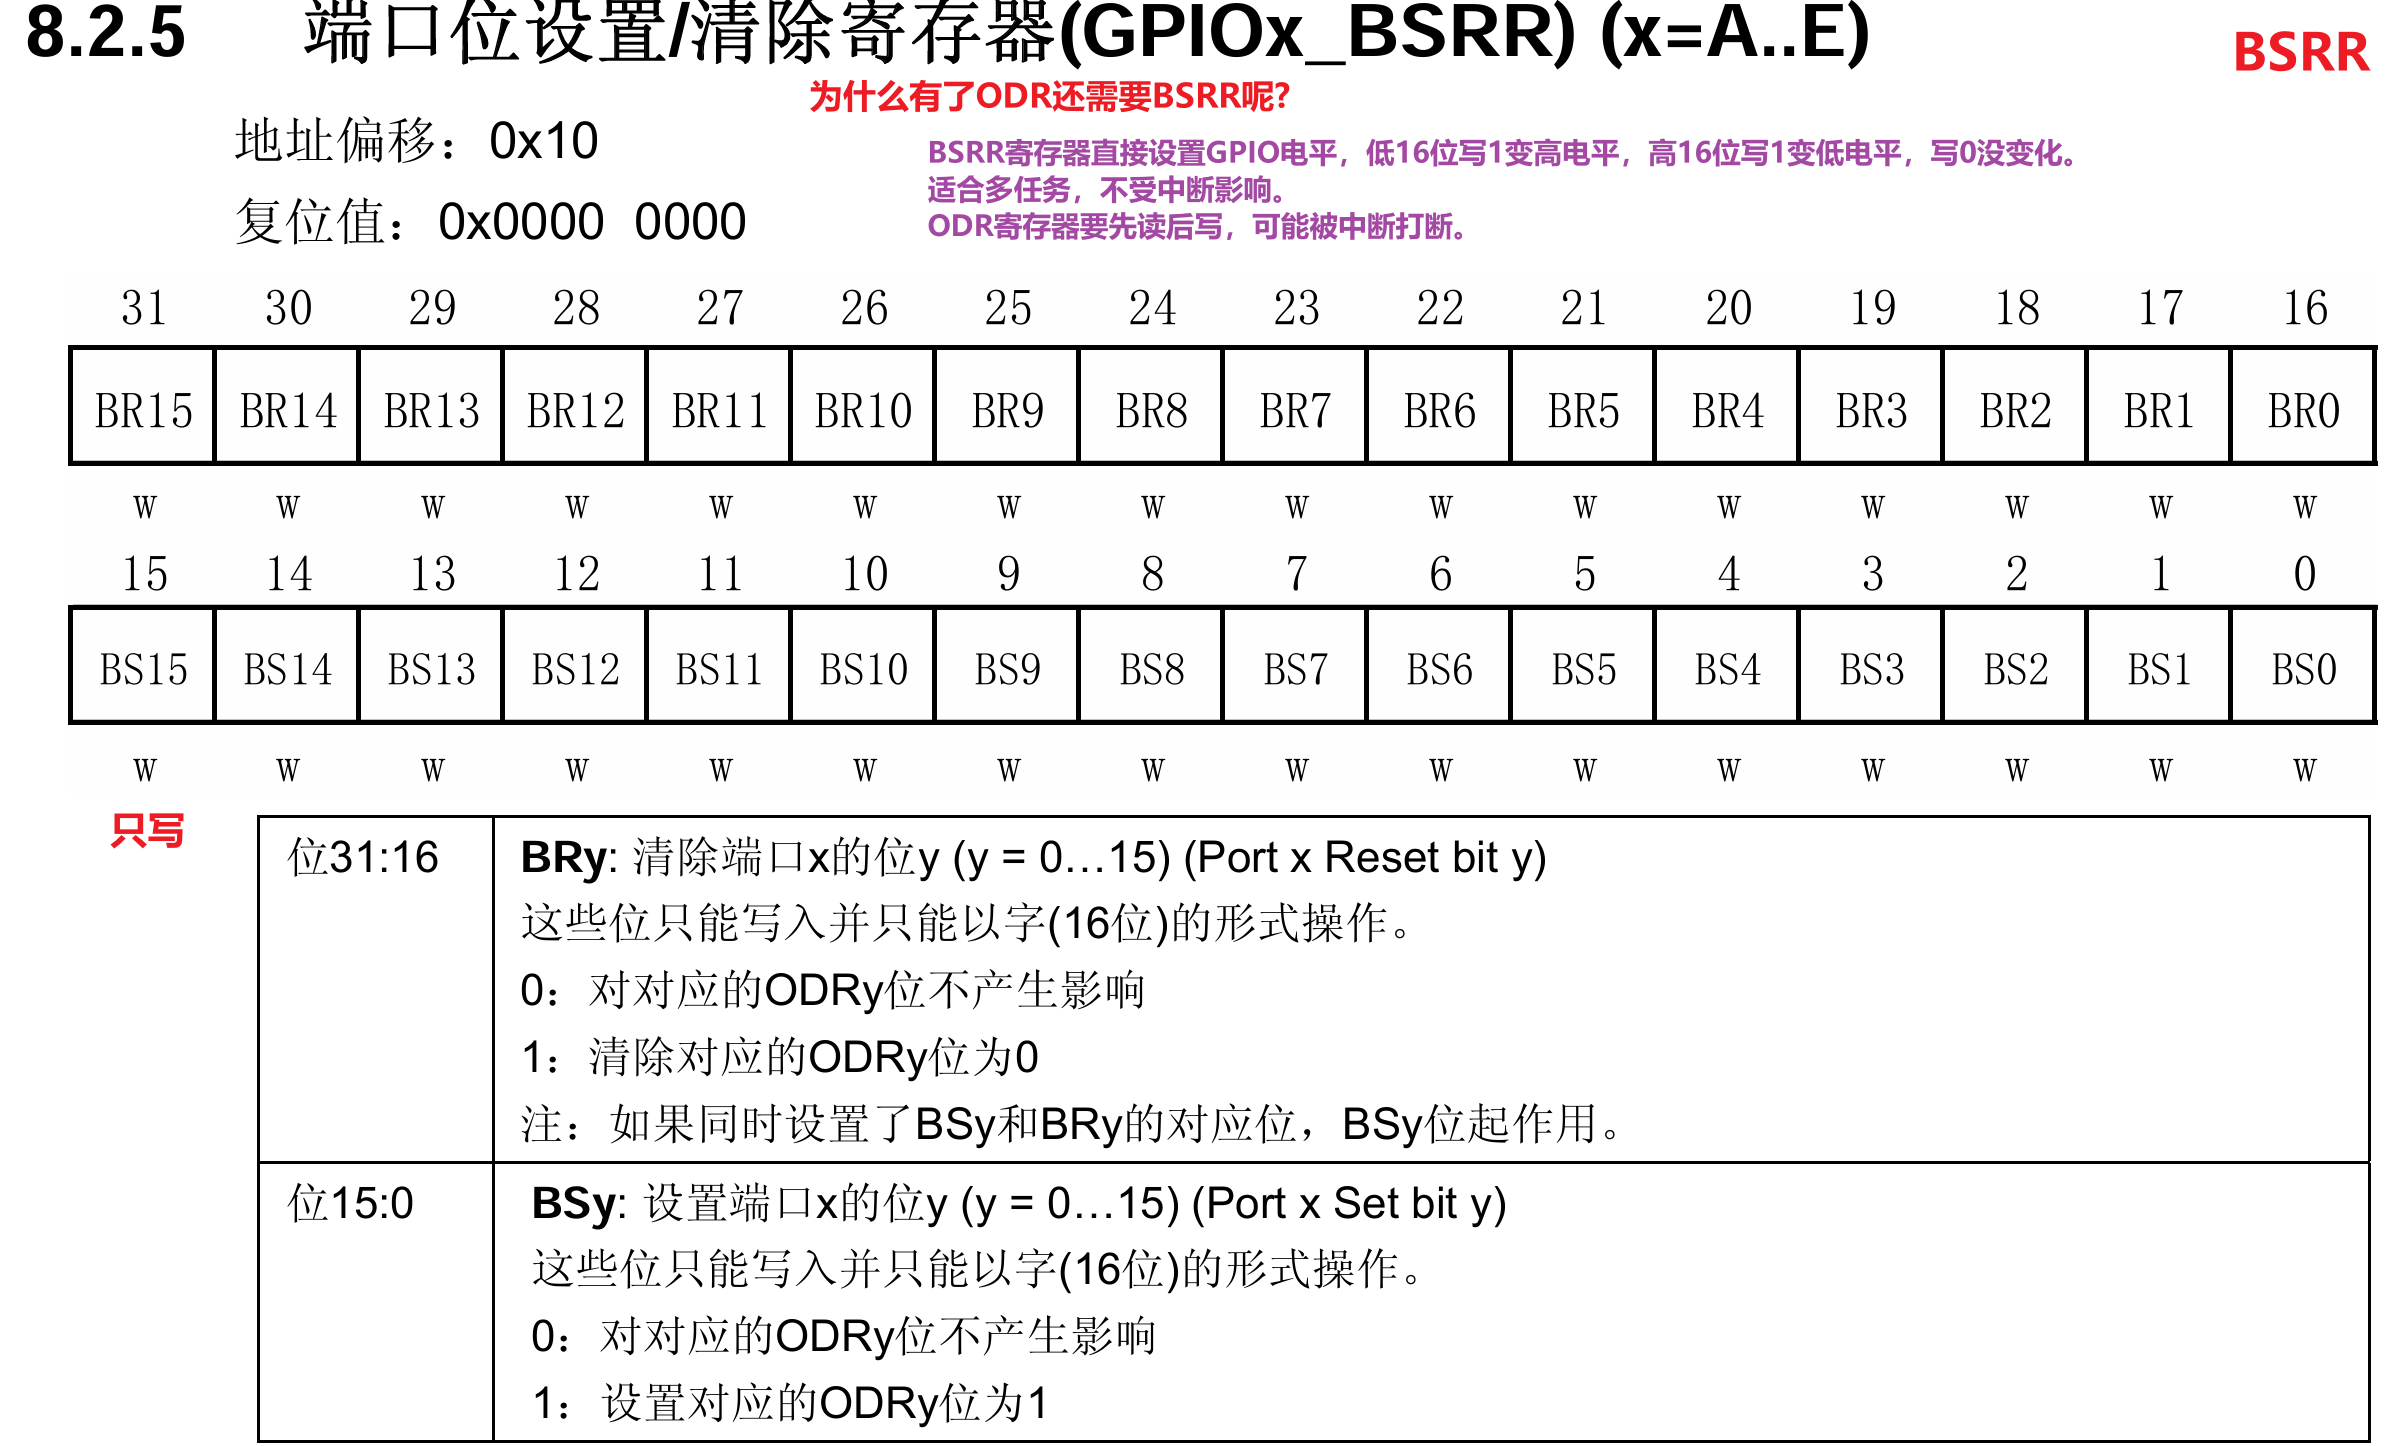 8.2.5 端口位设置/清除寄存器(GPIOx_BSRR) (x=A..E)
BSRR
为什么有了ODR还需要BSRR呢?
地址偏移：0x10
BSRR寄存器直接设置GPIO电平，低16位写1变高电平，高16位写1变低电平，写0没变化。
适合多任务，不受中断影响。
复位值：0x0000 0000
ODR寄存器要先读后写，可能被中断打断。
31 30 29 28 27 26 25 24 23 22 21 20 19 18 17 16
BR15 BR14 BR13 BR12 BR11 BR10 BR9 BR8 BR7 BR6 BR5 BR4 BR3 BR2 BR1 BR0
w w w w w w w w w w w w w w w w
15 14 13 12 11 10 9 8 7 6 5 4 3 2 1 0
BS15 BS14 BS13 BS12 BS11 BS10 BS9 BS8 BS7 BS6 BS5 BS4 BS3 BS2 BS1 BS0
w w w w w w w w w w w w w w w w
只写
位31:16 BRy: 清除端口x的位y (y = 0…15) (Port x Reset bit y)
这些位只能写入并只能以字(16位)的形式操作。
0：对对应的ODRy位不产生影响
1：清除对应的ODRy位为0
注：如果同时设置了BSy和BRy的对应位，BSy位起作用。
位15:0 BSy: 设置端口x的位y (y = 0…15) (Port x Set bit y)
这些位只能写入并只能以字(16位)的形式操作。
0：对对应的ODRy位不产生影响
1：设置对应的ODRy位为1